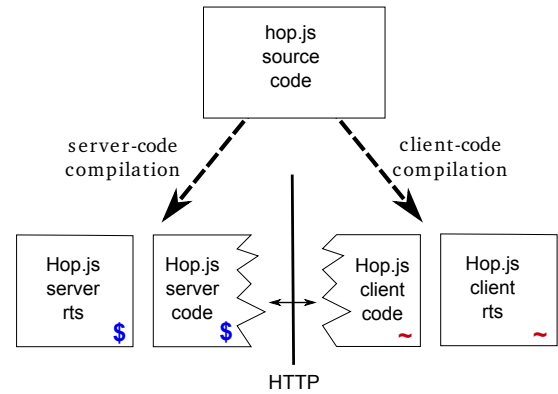 hop.js
source
code
server-code
compilation
client-code
compilation
Hop.js
server
rts
$
Hop.js
server
code
$
Hop.js
client
code
~
Hop.js
client
rts
~
HTTP